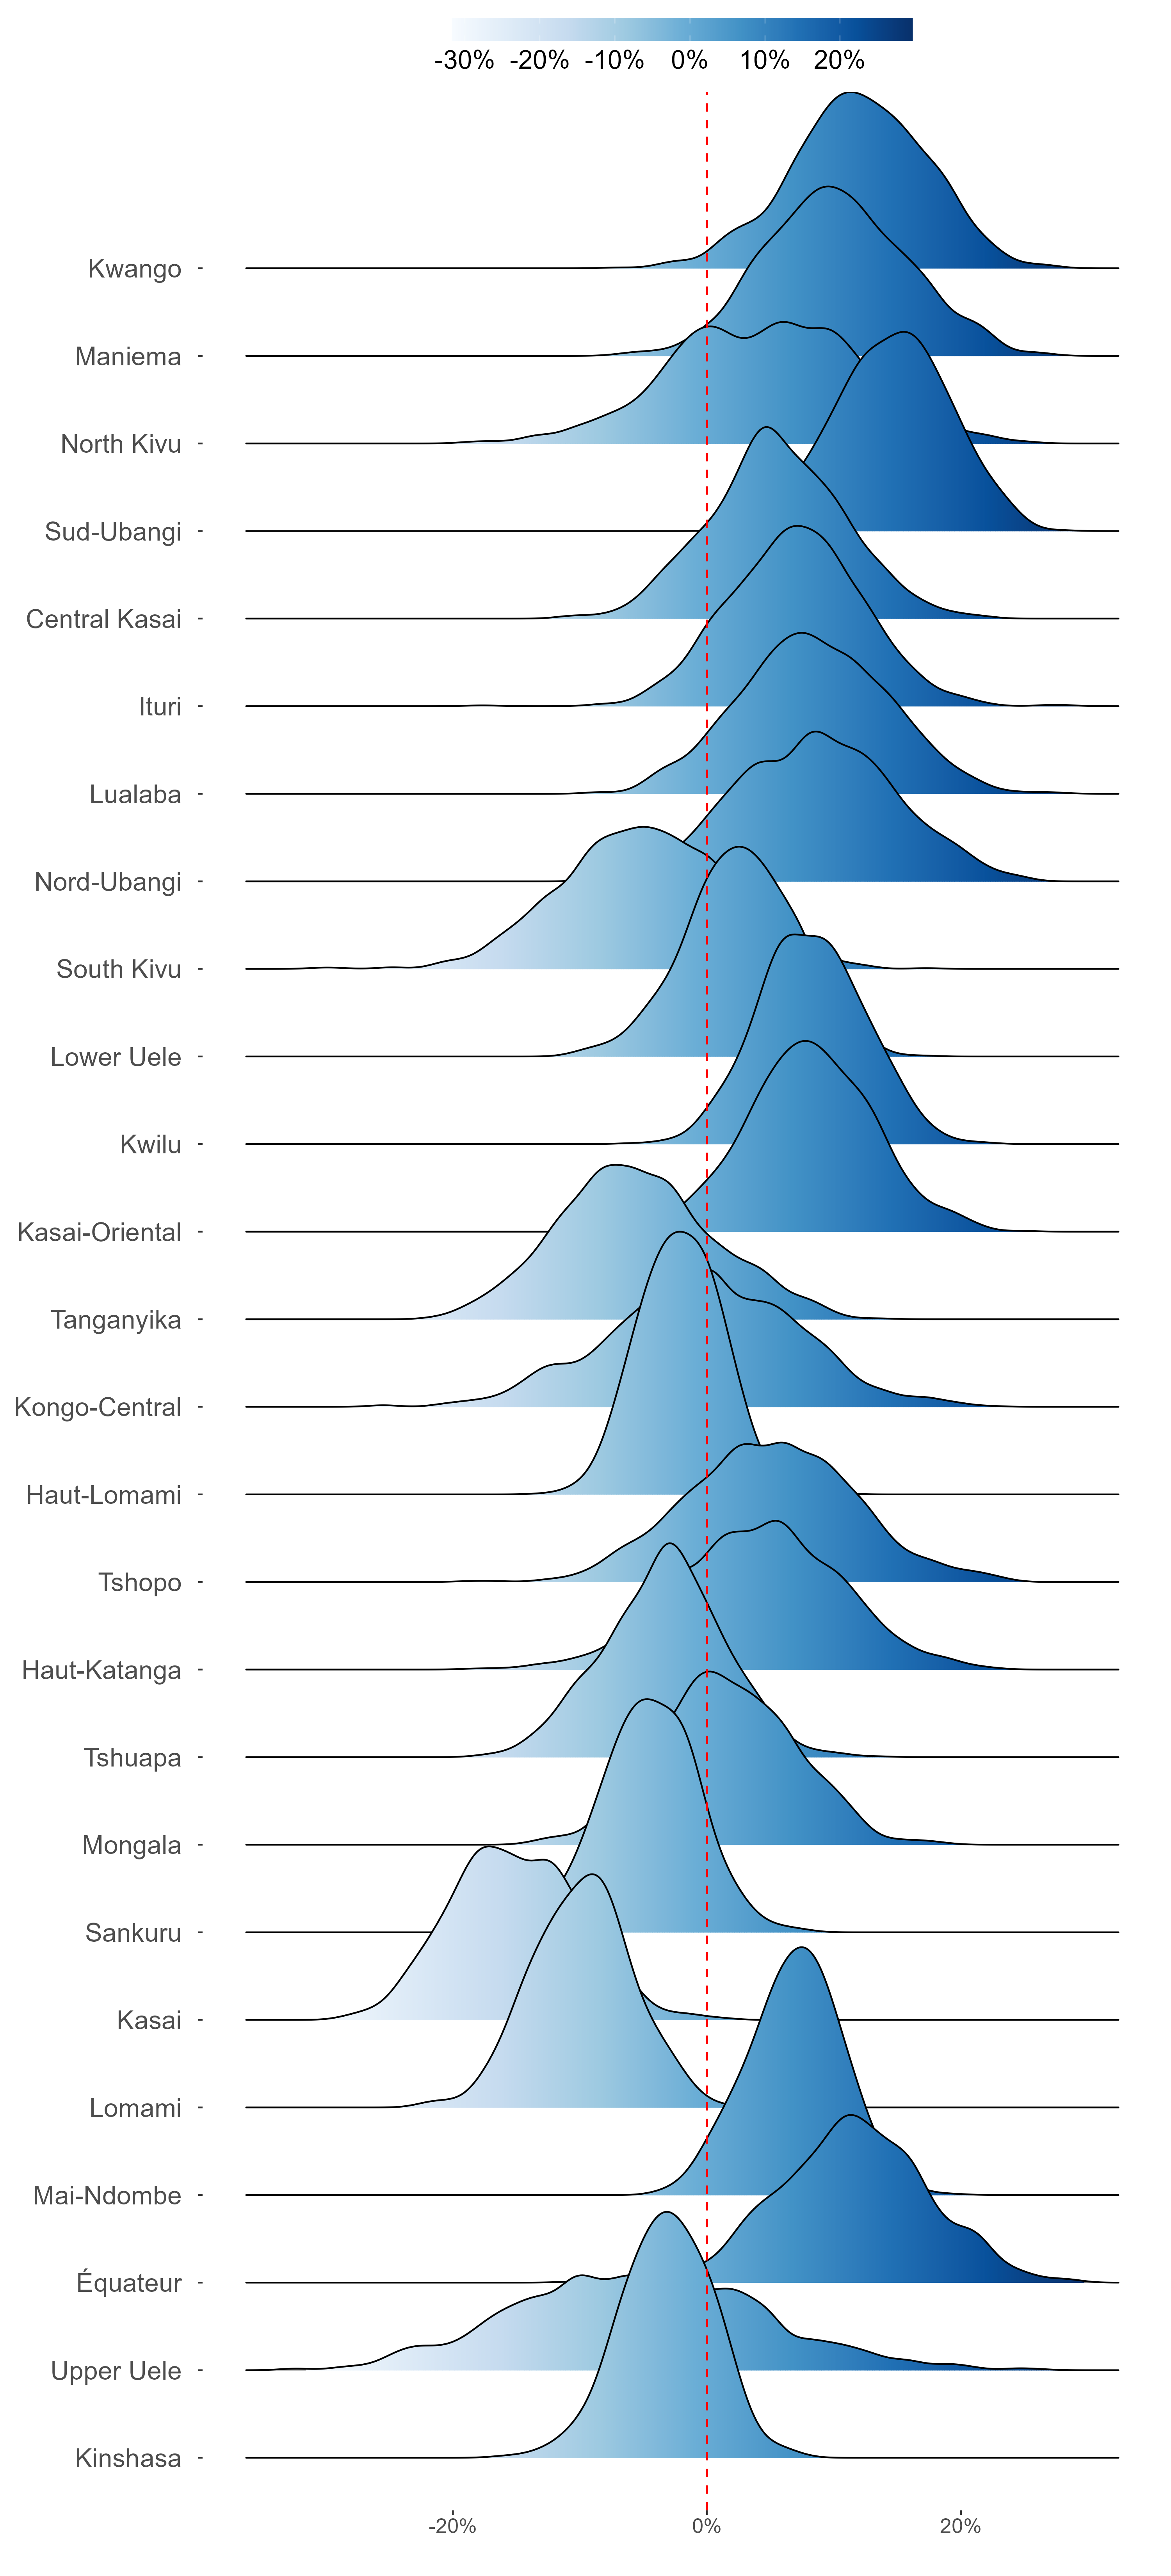 -30% -20% -10% 0% 10% 20%
Kwango
Maniema
North Kivu
Sud-Ubangi
Central Kasai
Ituri
Lualaba
Nord-Ubangi
South Kivu
Lower Uele
Kwilu
Kasai-Oriental
Tanganyika
Kongo-Central
Haut-Lomami
Tshopo
Haut-Katanga
Tshuapa
Mongala
Sankuru
Kasai
Lomami
Mai-Ndombe
Équateur
Upper Uele
Kinshasa
-20% 0% 20%